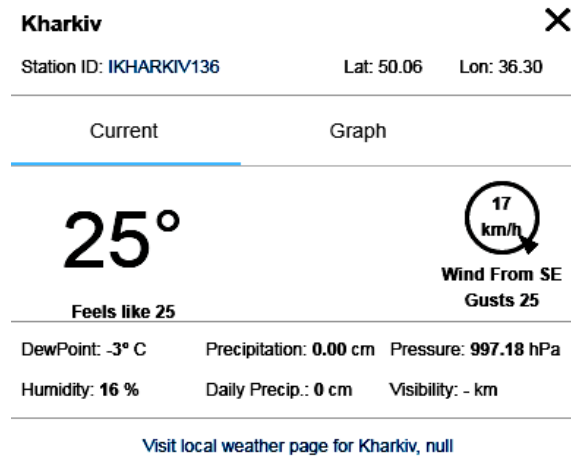 Kharkiv
Station ID: IKHARKIV136 Lat: 50.06 Lon: 36.30
Current Graph
25°
Feels like 25
17
km/h
Wind From SE
Gusts 25
DewPoint: -3° C Precipitation: 0.00 cm Pressure: 997.18 hPa
Humidity: 16 % Daily Precip.: 0 cm Visibility: - km
Visit local weather page for Kharkiv, null